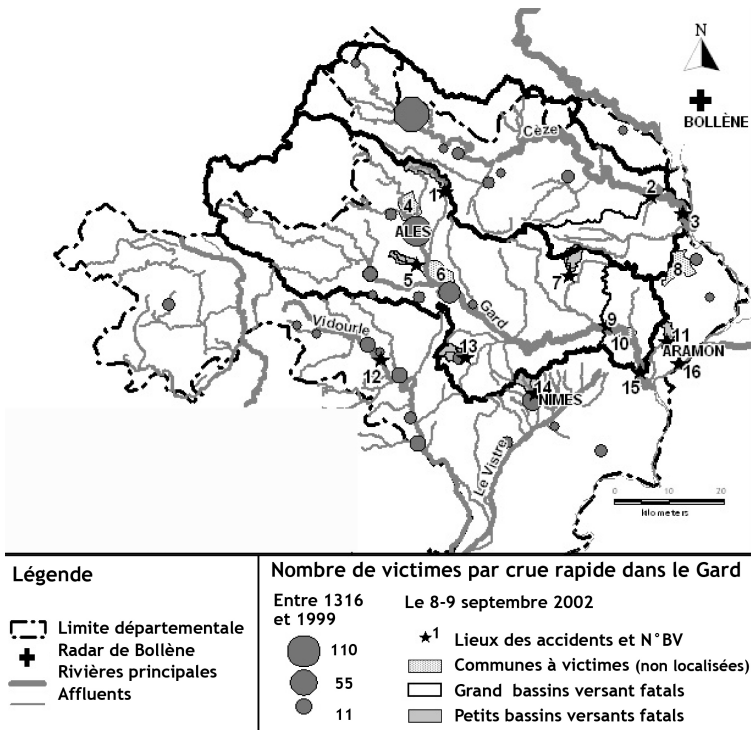 N
BOLLÈNE
Cèze
1
2
3
4
ALES
5
6
7
8
Gard
9
10
Vidourle
11
ARAMON
12
13
14
NIMES
15
16
Le Vistre
0 10 20
kilometers
Légende
Limite départementale
Radar de Bollène
Rivières principales
Affluents
Nombre de victimes par crue rapide dans le Gard
Entre 1316
et 1999
110
55
11
Le 8-9 septembre 2002
1 Lieux des accidents et N°BV
Communes à victimes (non localisées)
Grand bassins versant fatals
Petits bassins versants fatals